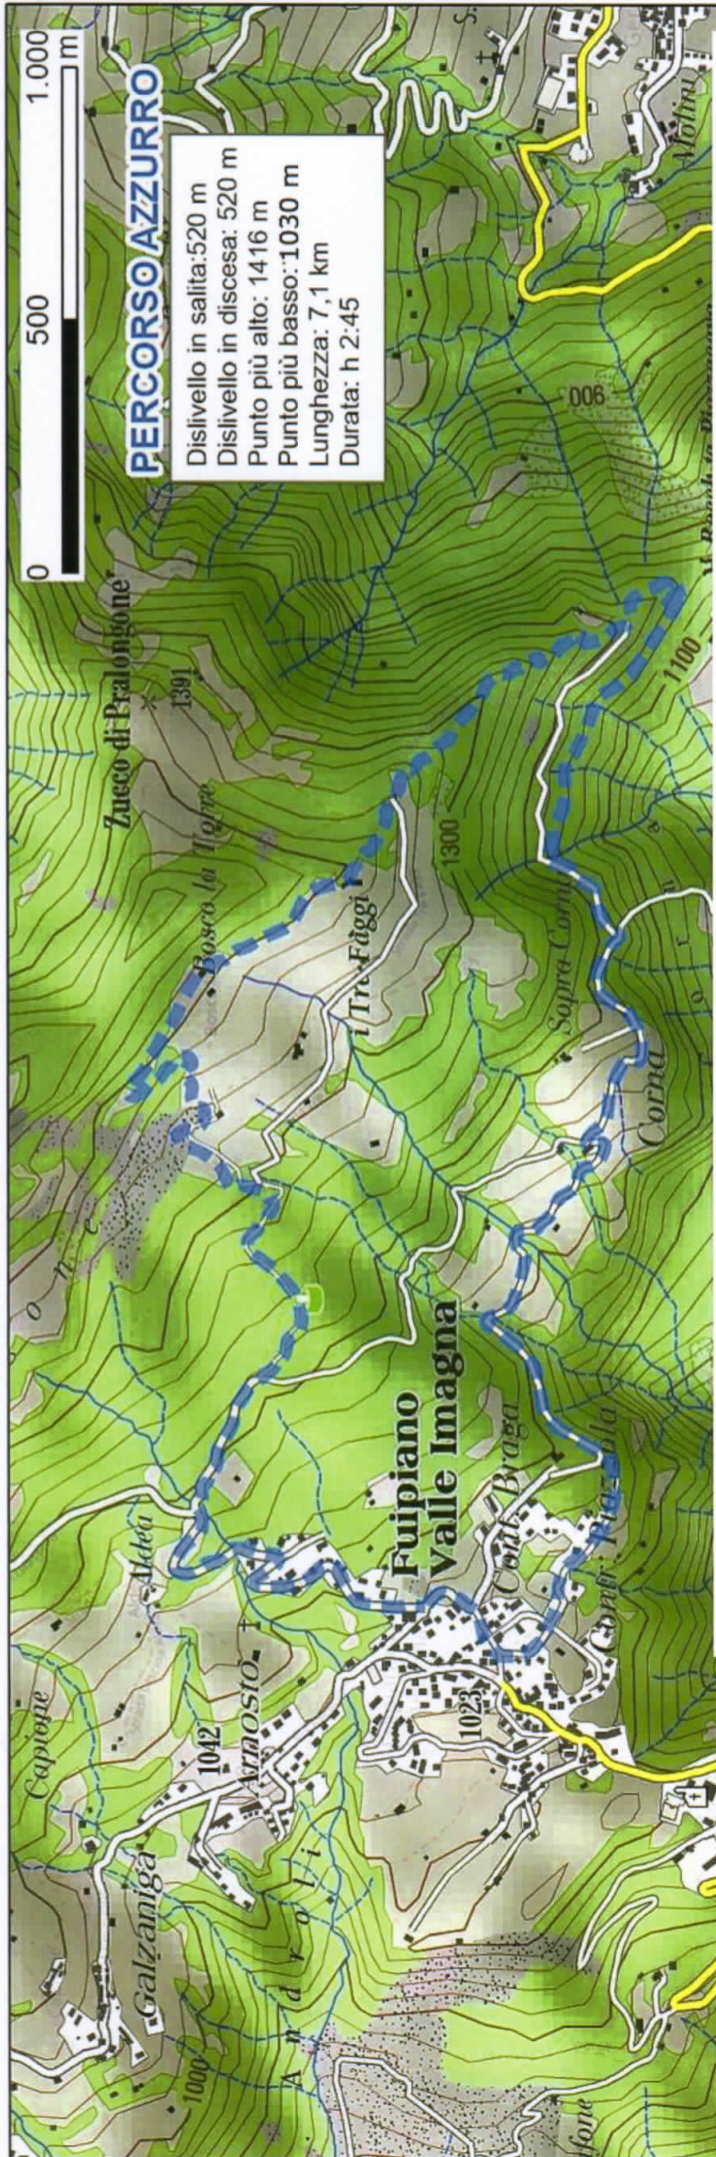 0 500 1.000
m
PERCORSO AZZURRO
Dislivello in salita:520 m
Dislivello in discesa: 520 m
Punto più alto: 1416 m
Punto più basso:1030 m
Lunghezza: 7,1 km
Durata: h 2:45
Zucco di Pralongone
1391
Bosco la Torre
i Tre Faggi
1300
900
1100
Sopra Corna
Corna
Fuipiano
Valle Imagna
Contr. Braga
Contr.
Aldea
Arnosto
1042
1023
Capione
Galzaniga
1000
A n d r o l i